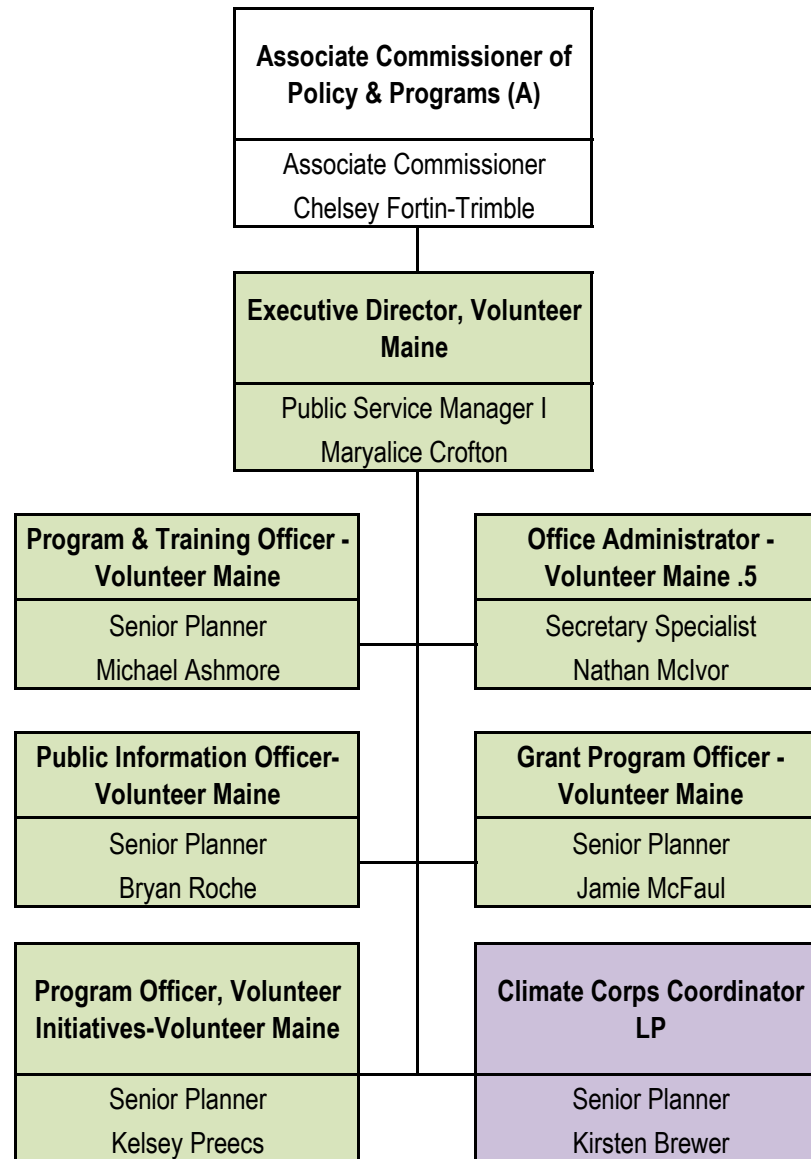 Associate Commissioner of
Policy & Programs (A)
Associate Commissioner
Chelsey Fortin-Trimble
Executive Director, Volunteer
Maine
Public Service Manager I
Maryalice Crofton
Program & Training Officer -
Volunteer Maine
Senior Planner
Michael Ashmore
Office Administrator -
Volunteer Maine .5
Secretary Specialist
Nathan McIvor
Public Information Officer-
Volunteer Maine
Senior Planner
Bryan Roche
Grant Program Officer -
Volunteer Maine
Senior Planner
Jamie McFaul
Program Officer, Volunteer
Initiatives-Volunteer Maine
Senior Planner
Kelsey Preecs
Climate Corps Coordinator
LP
Senior Planner
Kirsten Brewer